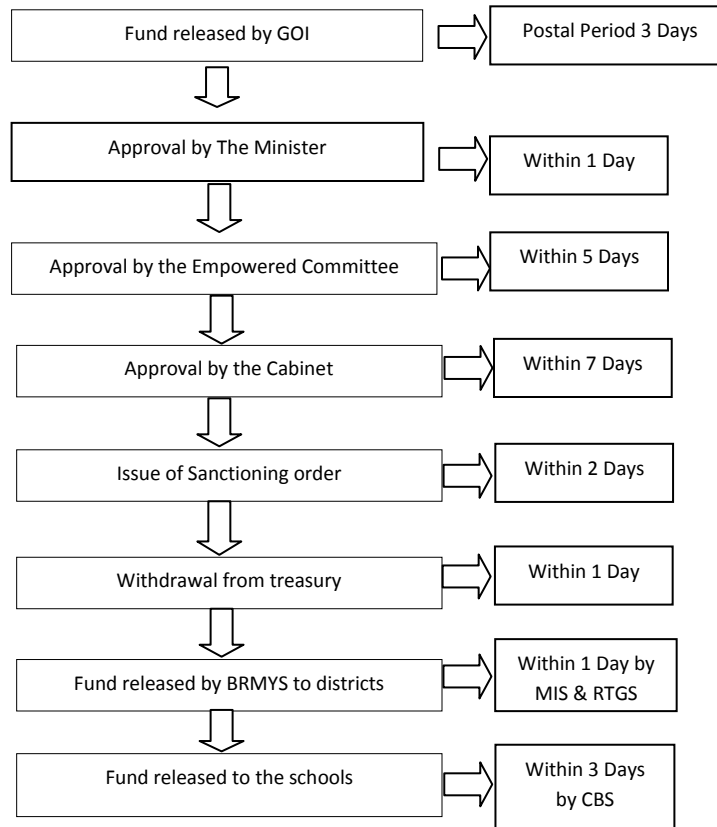 Fund released by GOI
Postal Period 3 Days
Approval by The Minister
Within 1 Day
Approval by the Empowered Committee
Within 5 Days
Approval by the Cabinet
Within 7 Days
Issue of Sanctioning order
Within 2 Days
Withdrawal from treasury
Within 1 Day
Fund released by BRMYS to districts
Within 1 Day by
MIS & RTGS
Fund released to the schools
Within 3 Days
by CBS